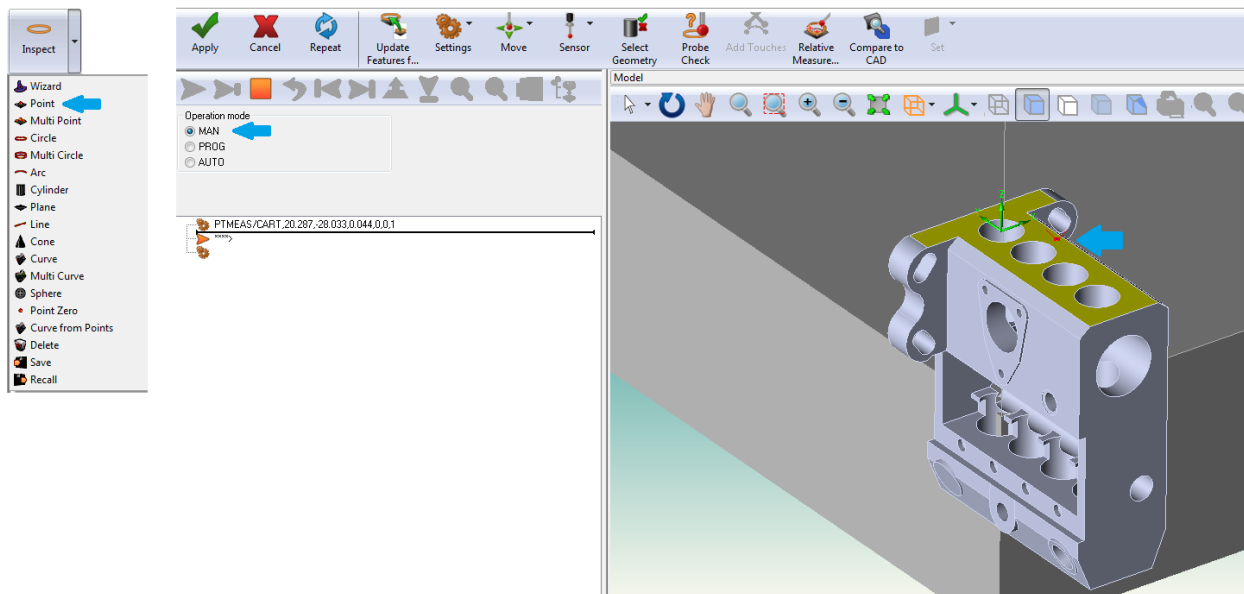 Inspect
Wizard
Point
Multi Point
Circle
Multi Circle
Arc
Cylinder
Plane
Line
Cone
Curve
Multi Curve
Sphere
Point Zero
Curve from Points
Delete
Save
Recall
Apply
Cancel
Repeat
Update
Features f...
Settings
Move
Sensor
Select
Geometry
Probe
Check
Add Touches
Relative
Measure...
Compare to
CAD
Set
Operation mode
MAN
PROG
AUTO
PTMEAS/CART,20.287,-28.033,0.044,0,0,1
Model
Z